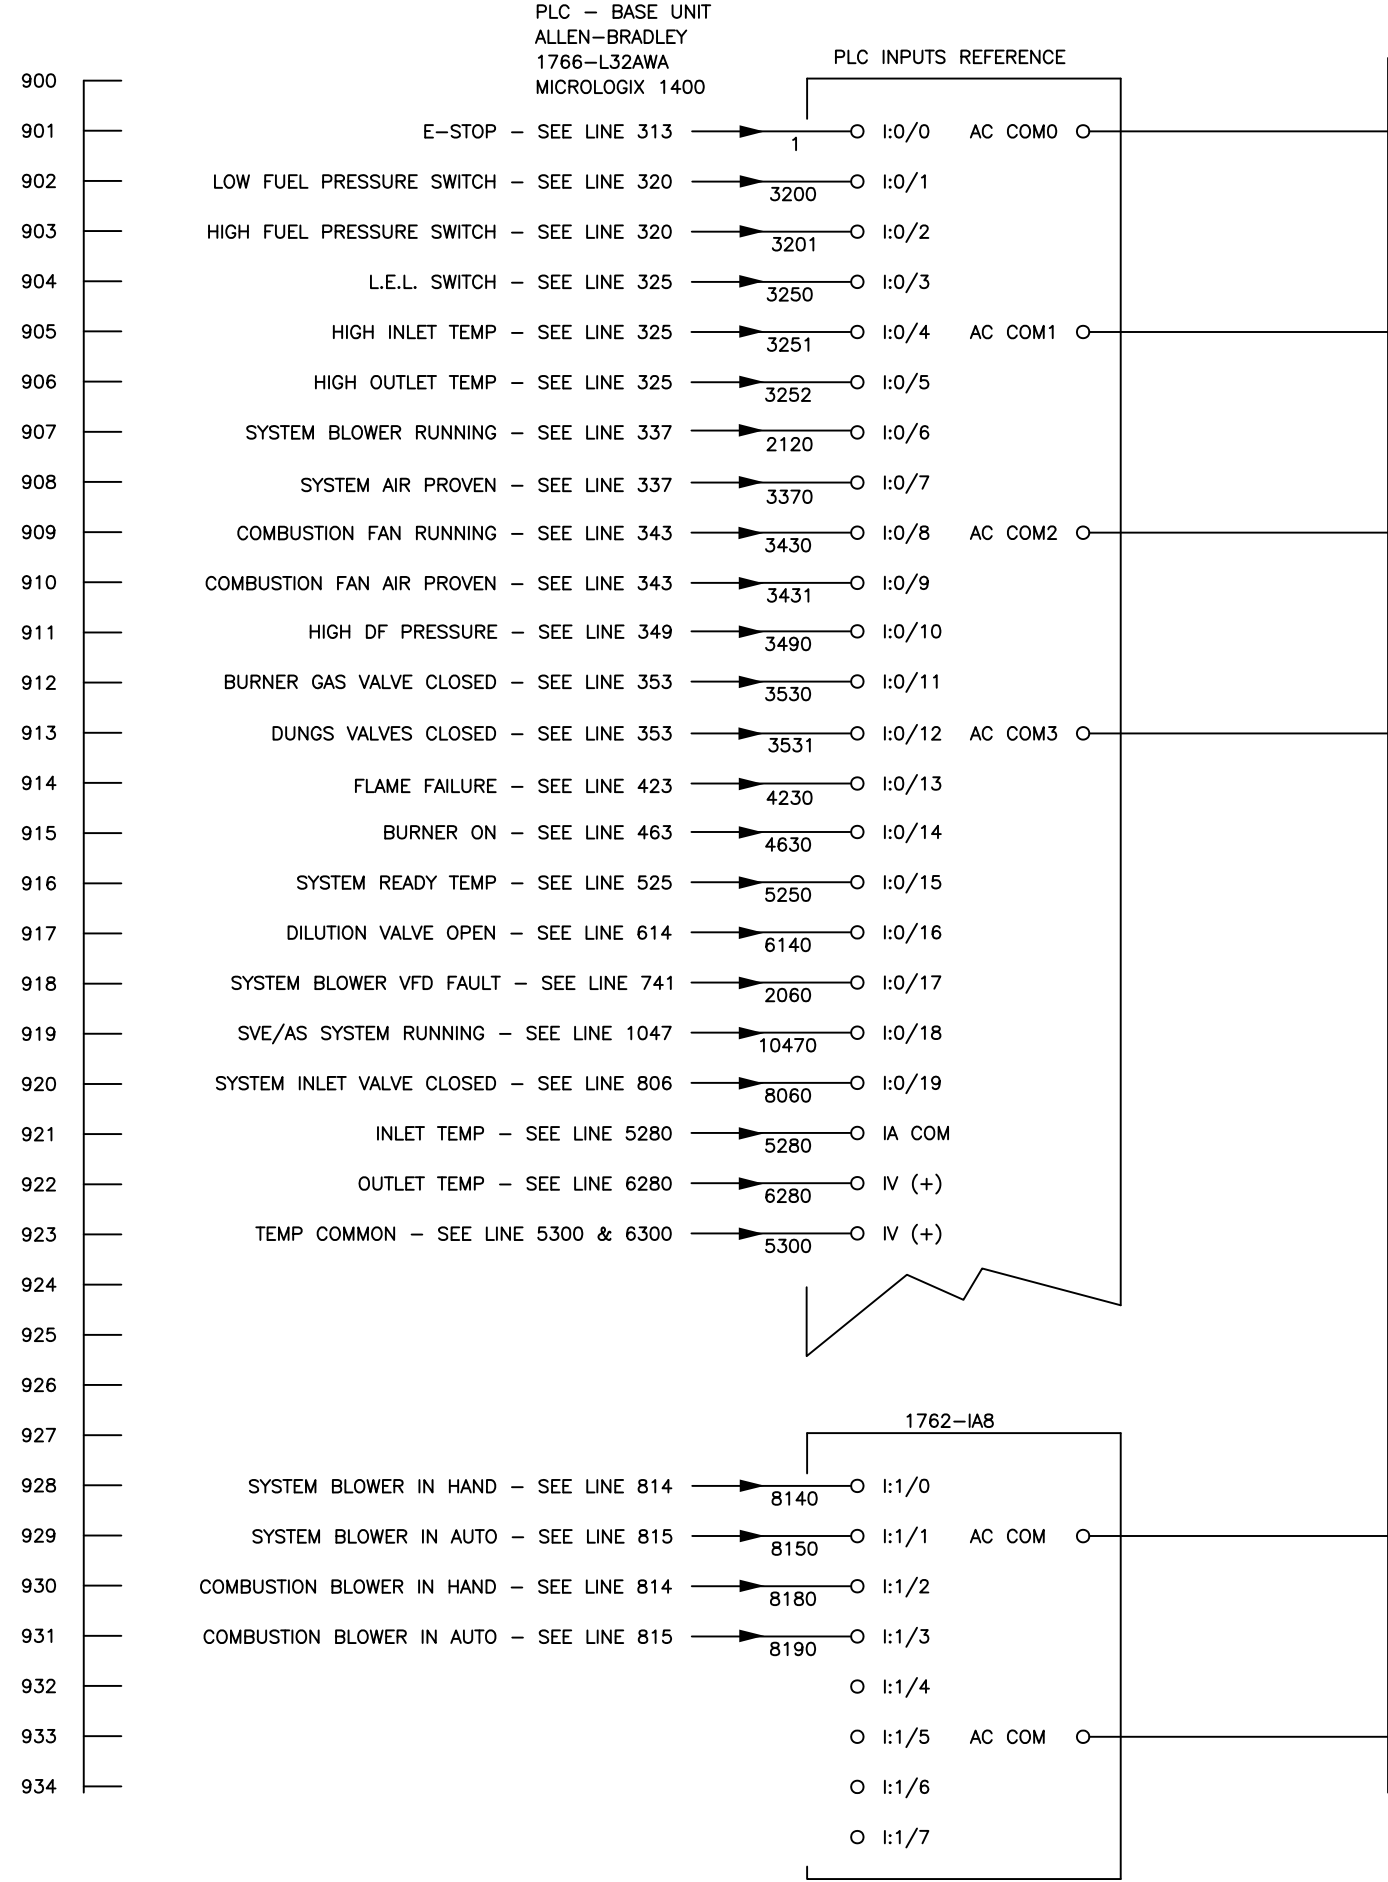 PLC – BASE UNIT
ALLEN–BRADLEY
1766–L32AWA
MICROLOGIX 1400
PLC INPUTS REFERENCE
900
901 E–STOP – SEE LINE 313 1 I:0/0 AC COM0
902 LOW FUEL PRESSURE SWITCH – SEE LINE 320 3200 I:0/1
903 HIGH FUEL PRESSURE SWITCH – SEE LINE 320 3201 I:0/2
904 L.E.L. SWITCH – SEE LINE 325 3250 I:0/3
905 HIGH INLET TEMP – SEE LINE 325 3251 I:0/4 AC COM1
906 HIGH OUTLET TEMP – SEE LINE 325 3252 I:0/5
907 SYSTEM BLOWER RUNNING – SEE LINE 337 2120 I:0/6
908 SYSTEM AIR PROVEN – SEE LINE 337 3370 I:0/7
909 COMBUSTION FAN RUNNING – SEE LINE 343 3430 I:0/8 AC COM2
910 COMBUSTION FAN AIR PROVEN – SEE LINE 343 3431 I:0/9
911 HIGH DF PRESSURE – SEE LINE 349 3490 I:0/10
912 BURNER GAS VALVE CLOSED – SEE LINE 353 3530 I:0/11
913 DUNGS VALVES CLOSED – SEE LINE 353 3531 I:0/12 AC COM3
914 FLAME FAILURE – SEE LINE 423 4230 I:0/13
915 BURNER ON – SEE LINE 463 4630 I:0/14
916 SYSTEM READY TEMP – SEE LINE 525 5250 I:0/15
917 DILUTION VALVE OPEN – SEE LINE 614 6140 I:0/16
918 SYSTEM BLOWER VFD FAULT – SEE LINE 741 2060 I:0/17
919 SVE/AS SYSTEM RUNNING – SEE LINE 1047 10470 I:0/18
920 SYSTEM INLET VALVE CLOSED – SEE LINE 806 8060 I:0/19
921 INLET TEMP – SEE LINE 5280 5280 IA COM
922 OUTLET TEMP – SEE LINE 6280 6280 IV (+)
923 TEMP COMMON – SEE LINE 5300 & 6300 5300 IV (+)
924
925
926
927 1762–IA8
928 SYSTEM BLOWER IN HAND – SEE LINE 814 8140 I:1/0
929 SYSTEM BLOWER IN AUTO – SEE LINE 815 8150 I:1/1 AC COM
930 COMBUSTION BLOWER IN HAND – SEE LINE 814 8180 I:1/2
931 COMBUSTION BLOWER IN AUTO – SEE LINE 815 8190 I:1/3
932 I:1/4
933 I:1/5 AC COM
934 I:1/6
I:1/7